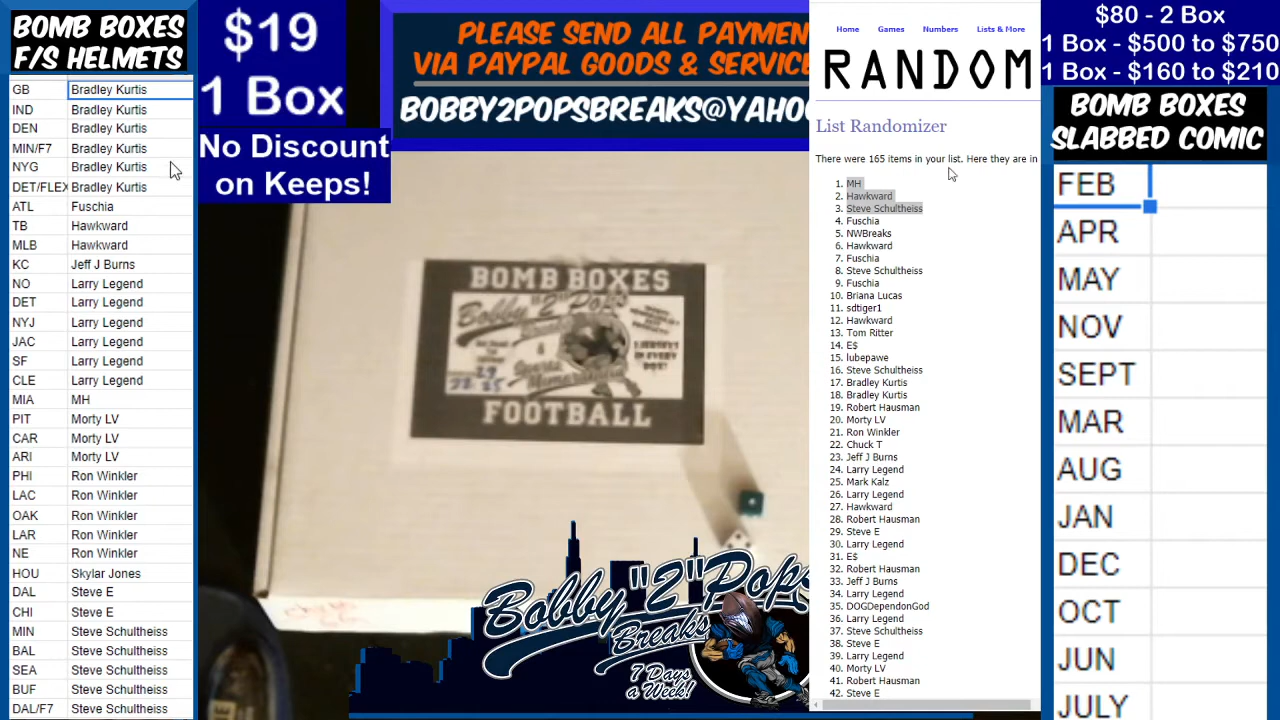 BOMB BOXES
F/S HELMETS
GB Bradley Kurtis
IND Bradley Kurtis
DEN Bradley Kurtis
MIN/F7 Bradley Kurtis
NYG Bradley Kurtis
DET/FLEX Bradley Kurtis
ATL Fuschia
TB Hawkward
MLB Hawkward
KC Jeff J Burns
NO Larry Legend
DET Larry Legend
NYJ Larry Legend
JAC Larry Legend
SF Larry Legend
CLE Larry Legend
MIA MH
PIT Morty LV
CAR Morty LV
ARI Morty LV
PHI Ron Winkler
LAC Ron Winkler
OAK Ron Winkler
LAR Ron Winkler
NE Ron Winkler
HOU Skylar Jones
DAL Steve E
CHI Steve E
MIN Steve Schultheiss
BAL Steve Schultheiss
SEA Steve Schultheiss
BUF Steve Schultheiss
DAL/F7 Steve Schultheiss
$19
1 Box
No Discount
on Keeps!
PLEASE SEND ALL PAYMEN
VIA PAYPAL GOODS & SERVICE
BOBBY2POPSBREAKS@YAHO
BOMB BOXES
Bobby "2" Pops
FOOTBALL
Bobby "2" Pops
Breaks
7 Days
a Week!
Home Games Numbers Lists & More
RANDOM
List Randomizer
There were 165 items in your list. Here they are in
1. MH
2. Hawkward
3. Steve Schultheiss
4. Fuschia
5. NWBreaks
6. Hawkward
7. Fuschia
8. Steve Schultheiss
9. Fuschia
10. Briana Lucas
11. sdtiger1
12. Hawkward
13. Tom Ritter
14. E$
15. lubepawe
16. Steve Schultheiss
17. Bradley Kurtis
18. Bradley Kurtis
19. Robert Hausman
20. Morty LV
21. Ron Winkler
22. Chuck T
23. Jeff J Burns
24. Larry Legend
25. Mark Kalz
26. Larry Legend
27. Hawkward
28. Robert Hausman
29. Steve E
30. Larry Legend
31. E$
32. Robert Hausman
33. Jeff J Burns
34. Larry Legend
35. DOGDependonGod
36. Larry Legend
37. Steve Schultheiss
38. Steve E
39. Larry Legend
40. Morty LV
41. Robert Hausman
42. Steve E
$80 - 2 Box
1 Box - $500 to $750
1 Box - $160 to $210
BOMB BOXES
SLABBED COMIC
FEB
APR
MAY
NOV
SEPT
MAR
AUG
JAN
DEC
OCT
JUN
JULY